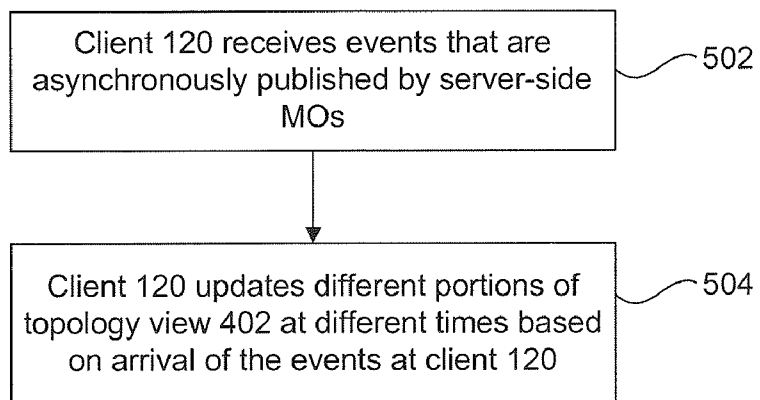 Client 120 receives events that are
asynchronously published by server-side
MOs
502
Client 120 updates different portions of
topology view 402 at different times based
on arrival of the events at client 120
504